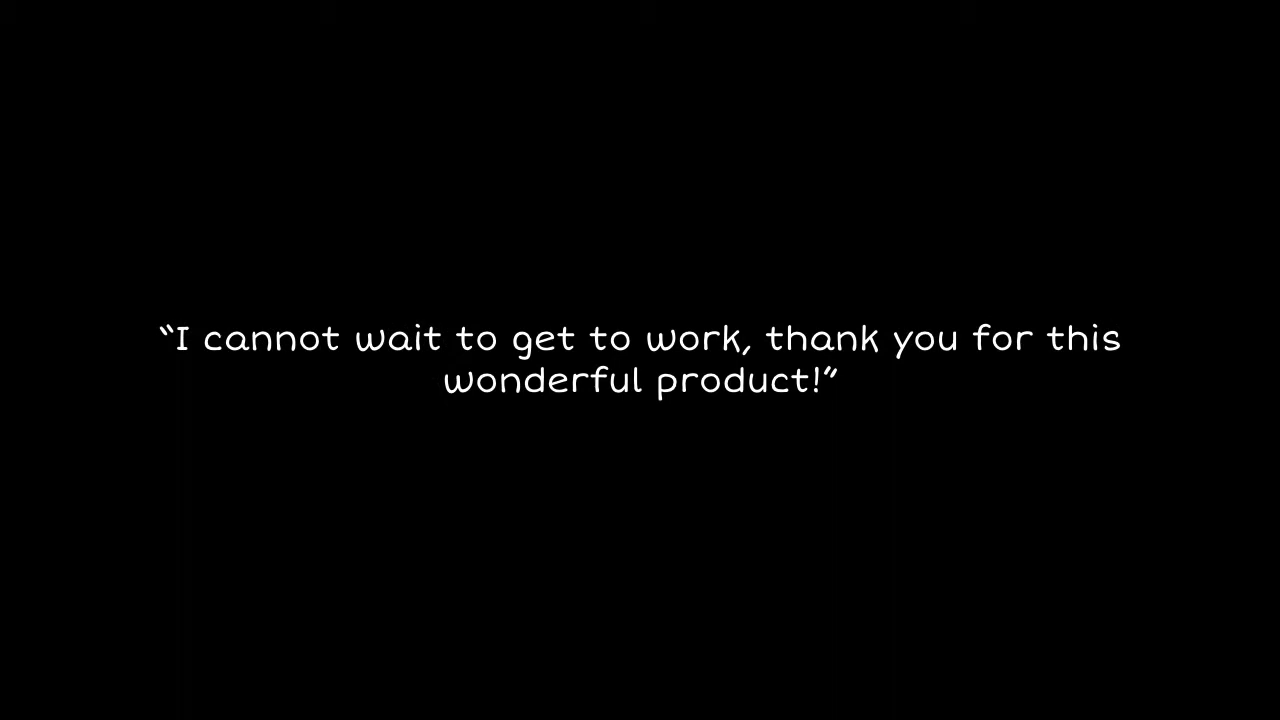 “I cannot wait to get to work, thank you for this
wonderful product!”